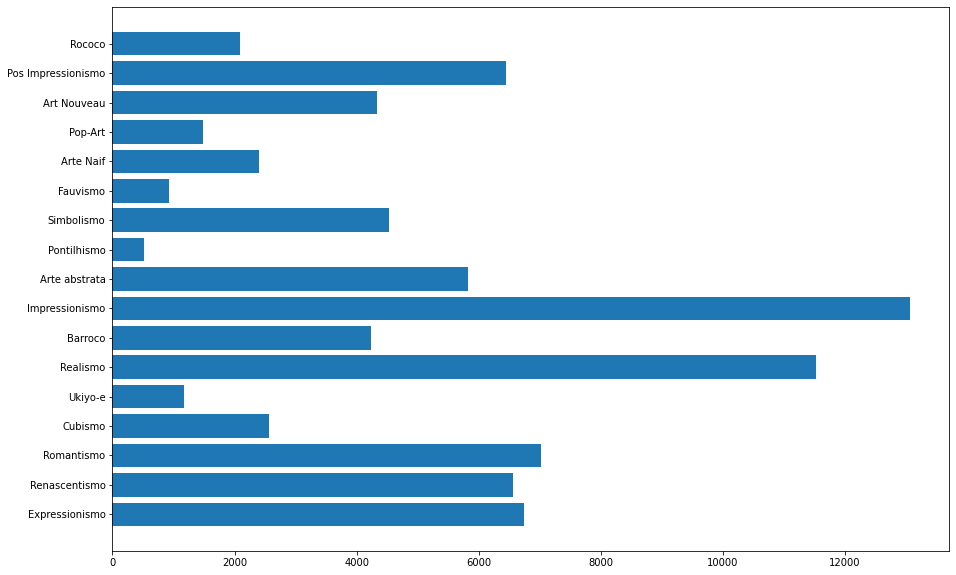 Rococo
Pos Impressionismo
Art Nouveau
Pop-Art
Arte Naif
Fauvismo
Simbolismo
Pontilhismo
Arte abstrata
Impressionismo
Barroco
Realismo
Ukiyo-e
Cubismo
Romantismo
Renascentismo
Expressionismo
0 2000 4000 6000 8000 10000 12000